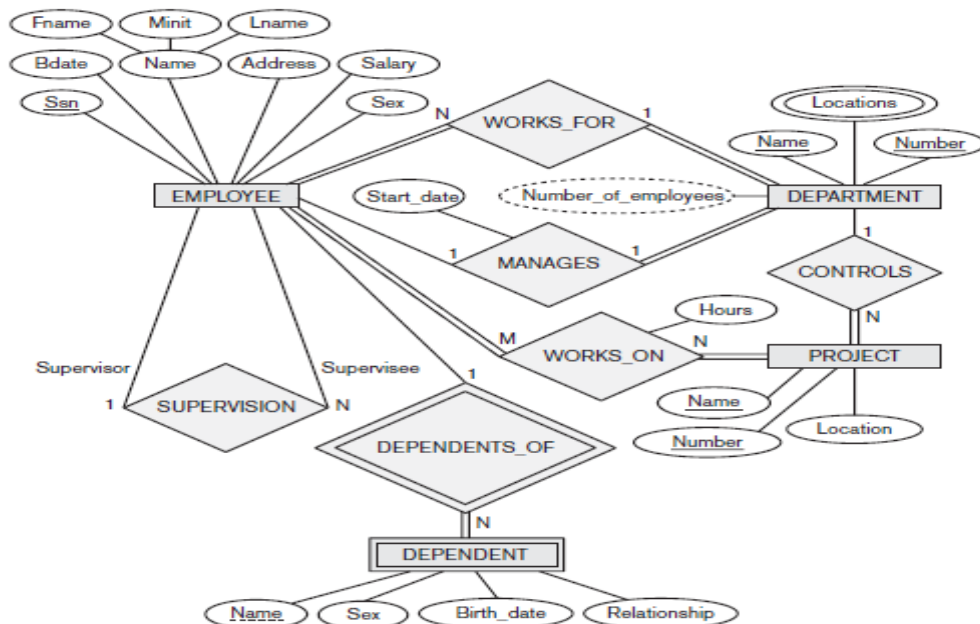 Fname Minit Lname
Bdate Name Address Salary
Ssn Sex
N WORKS_FOR 1
Locations
Name Number
EMPLOYEE
Start_date
Number_of_employees
DEPARTMENT
1 MANAGES 1
1
CONTROLS
N
Hours
M WORKS_ON N
PROJECT
Name
Number
Location
Supervisor Supervisee
1 SUPERVISION N
1
DEPENDENTS_OF
N
DEPENDENT
Name Sex Birth_date Relationship